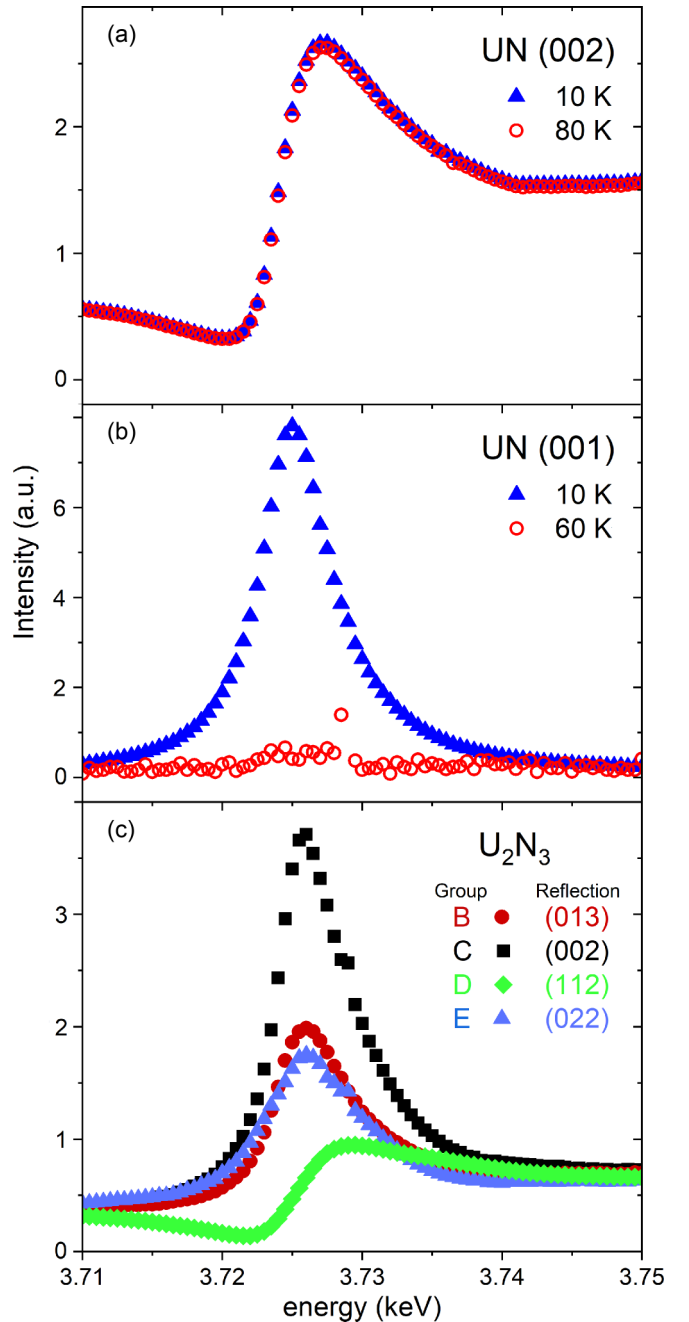 (a)
UN (002)
10 K
80 K
2
1
0
(b)
UN (001)
10 K
60 K
6
4
2
0
Intensity (a.u.)
(c)
U₂N₃
Group Reflection
B (013)
C (002)
D (112)
E (022)
3
2
1
0
3.71 3.72 3.73 3.74 3.75
energy (keV)